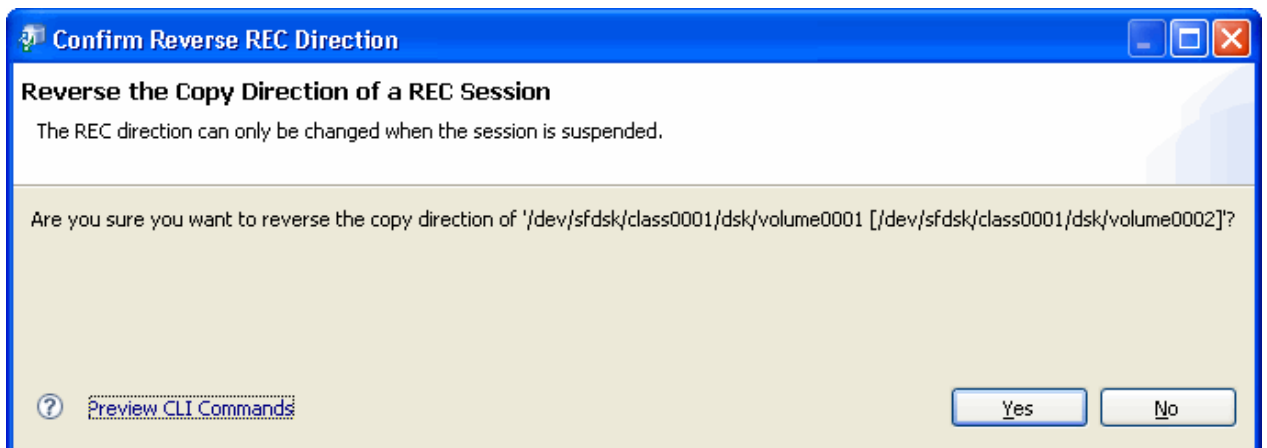 Confirm Reverse REC Direction
Reverse the Copy Direction of a REC Session
The REC direction can only be changed when the session is suspended.
Are you sure you want to reverse the copy direction of '/dev/sfdsk/class0001/dsk/volume0001 [/dev/sfdsk/class0001/dsk/volume0002]'?
? Preview CLI Commands Yes No